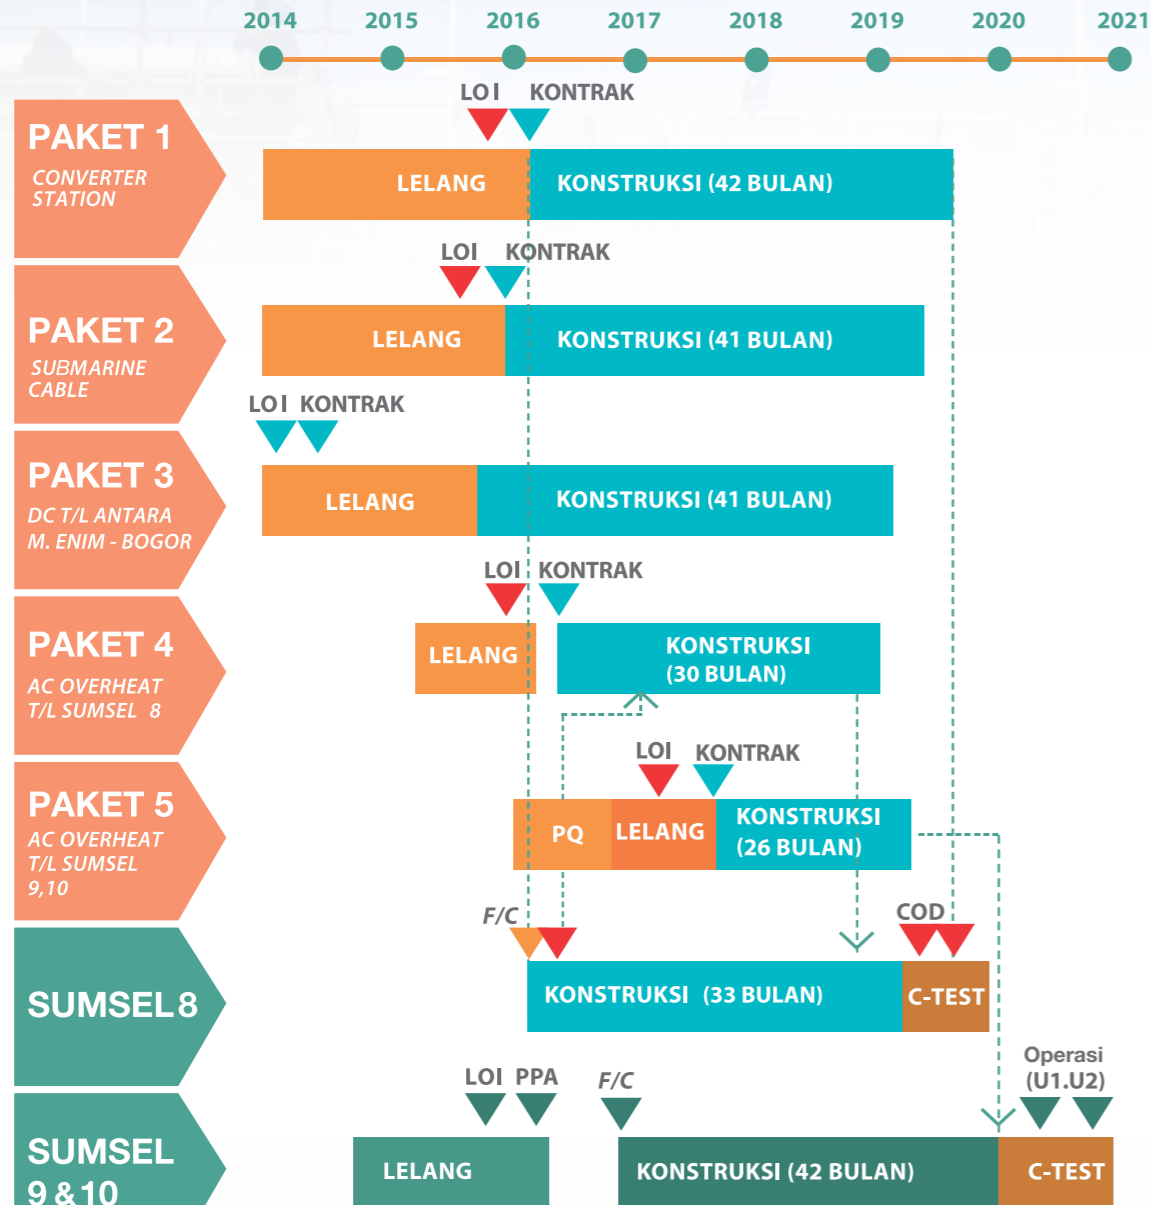 2014 2015 2016 2017 2018 2019 2020 2021
LOI KONTRAK
PAKET 1
CONVERTER
STATION
LELANG KONSTRUKSI (42 BULAN)
LOI KONTRAK
PAKET 2
SUBMARINE
CABLE
LELANG KONSTRUKSI (41 BULAN)
LOI KONTRAK
PAKET 3
DC T/L ANTARA
M. ENIM - BOGOR
LELANG KONSTRUKSI (41 BULAN)
LOI KONTRAK
PAKET 4
AC OVERHEAT
T/L SUMSEL 8
LELANG
KONSTRUKSI
(30 BULAN)
LOI KONTRAK
PAKET 5
AC OVERHEAT
T/L SUMSEL
9,10
PQ LELANG
KONSTRUKSI
(26 BULAN)
F/C COD
SUMSEL 8
KONSTRUKSI (33 BULAN) C-TEST
LOI PPA F/C
Operasi
(U1.U2)
SUMSEL
9 & 10
LELANG KONSTRUKSI (42 BULAN) C-TEST